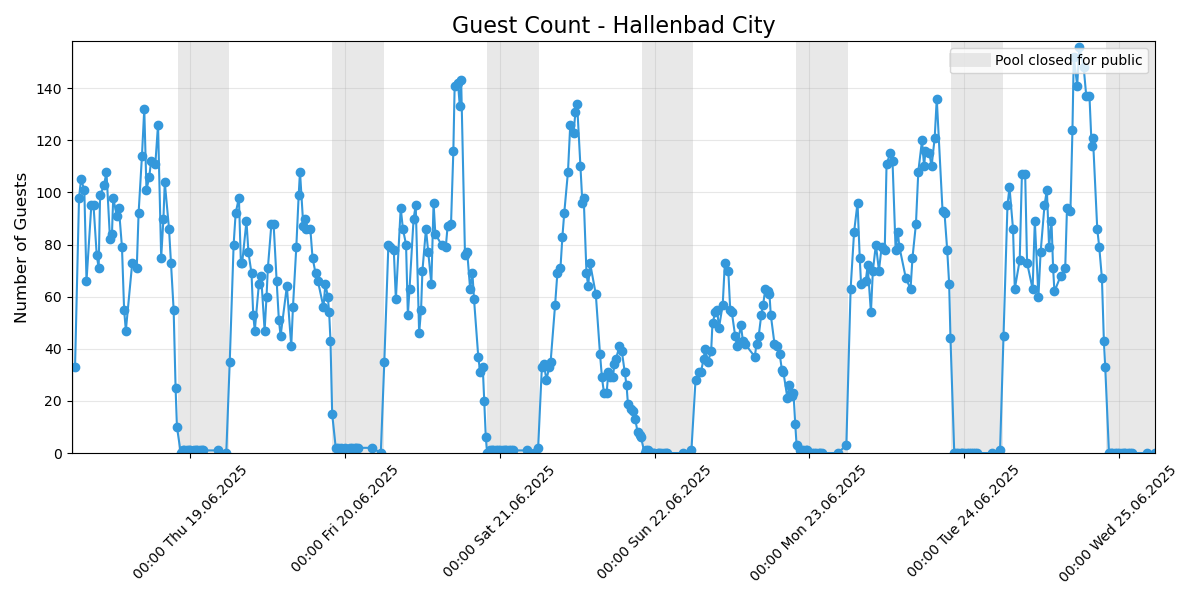 Guest Count - Hallenbad City
Pool closed for public
Number of Guests
140
120
100
80
60
40
20
0
00:00 Thu 19.06.2025
00:00 Fri 20.06.2025
00:00 Sat 21.06.2025
00:00 Sun 22.06.2025
00:00 Mon 23.06.2025
00:00 Tue 24.06.2025
00:00 Wed 25.06.2025